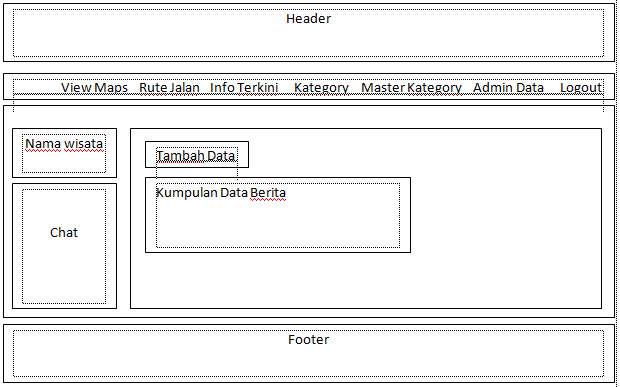 Header
View Maps Rute Jalan Info Terkini Kategory Master Kategory Admin Data Logout
Nama wisata
Tambah Data
Kumpulan Data Berita
Chat
Footer